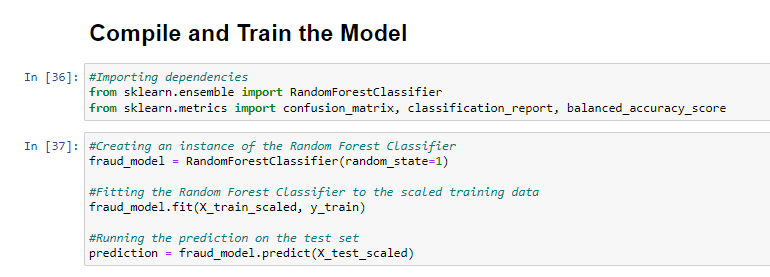 Compile and Train the Model
In [36]: #Importing dependencies
from sklearn.ensemble import RandomForestClassifier
from sklearn.metrics import confusion_matrix, classification_report, balanced_accuracy_score
In [37]: #Creating an instance of the Random Forest Classifier
fraud_model = RandomForestClassifier(random_state=1)
#Fitting the Random Forest Classifier to the scaled training data
fraud_model.fit(X_train_scaled, y_train)
#Running the prediction on the test set
prediction = fraud_model.predict(X_test_scaled)